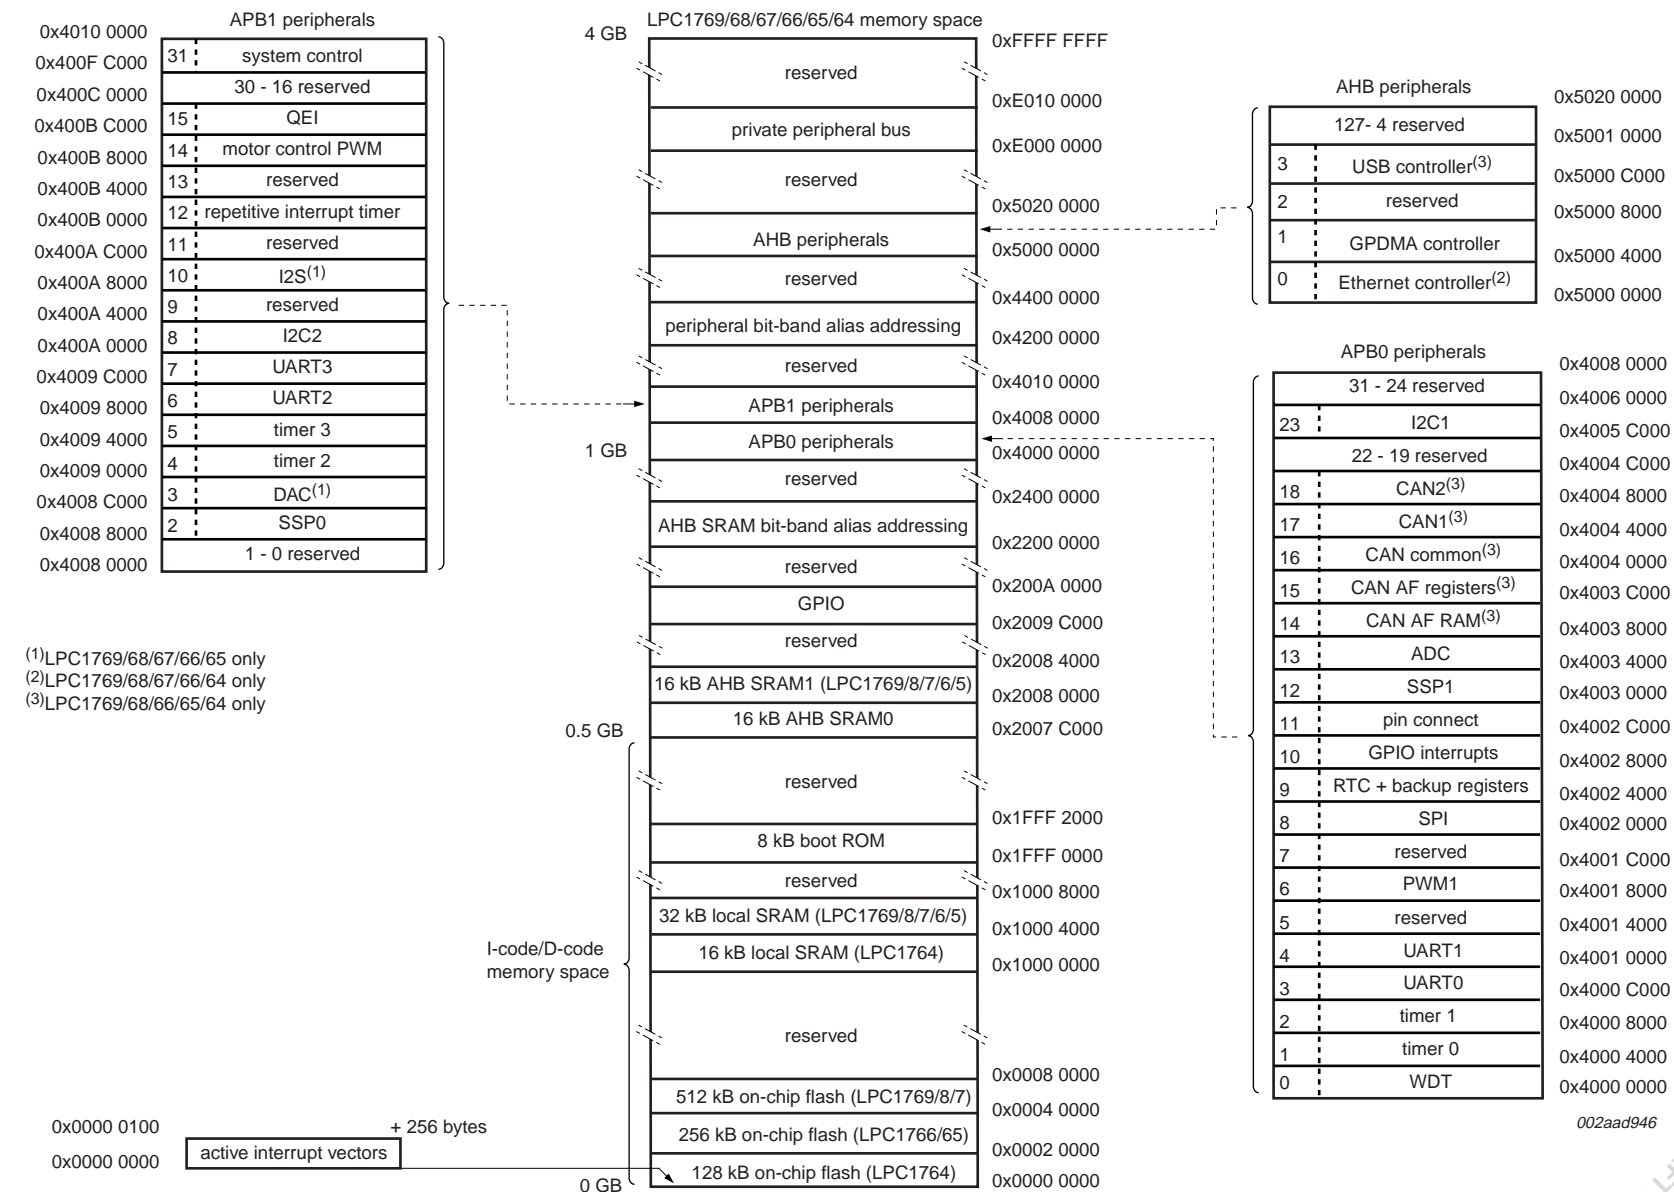 APB1 peripherals
0x4010 0000
31 system control
0x400F C000
30 - 16 reserved
0x400C 0000
15 QEI
0x400B C000
14 motor control PWM
0x400B 8000
13 reserved
0x400B 4000
12 repetitive interrupt timer
0x400B 0000
11 reserved
0x400A C000
10 I2S(1)
0x400A 8000
9 reserved
0x400A 4000
8 I2C2
0x400A 0000
7 UART3
0x4009 C000
6 UART2
0x4009 8000
5 timer 3
0x4009 4000
4 timer 2
0x4009 0000
3 DAC(1)
0x4008 C000
2 SSP0
0x4008 8000
1 - 0 reserved
0x4008 0000
(1)LPC1769/68/67/66/65 only
(2)LPC1769/68/67/66/64 only
(3)LPC1769/68/66/65/64 only
0x0000 0100
+ 256 bytes
active interrupt vectors
0x0000 0000
LPC1769/68/67/66/65/64 memory space
4 GB
0xFFFF FFFF
reserved
0xE010 0000
private peripheral bus
0xE000 0000
reserved
0x5020 0000
AHB peripherals
0x5000 0000
reserved
0x4400 0000
peripheral bit-band alias addressing
0x4200 0000
reserved
0x4010 0000
APB1 peripherals
0x4008 0000
APB0 peripherals
1 GB
0x4000 0000
reserved
0x2400 0000
AHB SRAM bit-band alias addressing
0x2200 0000
reserved
0x200A 0000
GPIO
0x2009 C000
reserved
0x2008 4000
16 kB AHB SRAM1 (LPC1769/8/7/6/5)
0x2008 0000
16 kB AHB SRAM0
0x2007 C000
0.5 GB
reserved
0x1FFF 2000
8 kB boot ROM
0x1FFF 0000
reserved
0x1000 8000
32 kB local SRAM (LPC1769/8/7/6/5)
0x1000 4000
I-code/D-code
memory space
16 kB local SRAM (LPC1764)
0x1000 0000
reserved
0x0008 0000
512 kB on-chip flash (LPC1769/8/7)
0x0004 0000
256 kB on-chip flash (LPC1766/65)
0x0002 0000
128 kB on-chip flash (LPC1764)
0x0000 0000
0 GB
AHB peripherals
0x5020 0000
127- 4 reserved
0x5001 0000
3 USB controller(3)
0x5000 C000
2 reserved
0x5000 8000
1 GPDMA controller
0x5000 4000
0 Ethernet controller(2)
0x5000 0000
APB0 peripherals
0x4008 0000
31 - 24 reserved
0x4006 0000
23 I2C1
0x4005 C000
22 - 19 reserved
0x4004 C000
18 CAN2(3)
0x4004 8000
17 CAN1(3)
0x4004 4000
16 CAN common(3)
0x4004 0000
15 CAN AF registers(3)
0x4003 C000
14 CAN AF RAM(3)
0x4003 8000
13 ADC
0x4003 4000
12 SSP1
0x4003 0000
11 pin connect
0x4002 C000
10 GPIO interrupts
0x4002 8000
9 RTC + backup registers
0x4002 4000
8 SPI
0x4002 0000
7 reserved
0x4001 C000
6 PWM1
0x4001 8000
5 reserved
0x4001 4000
4 UART1
0x4001 0000
3 UART0
0x4000 C000
2 timer 1
0x4000 8000
1 timer 0
0x4000 4000
0 WDT
0x4000 0000
002aad946